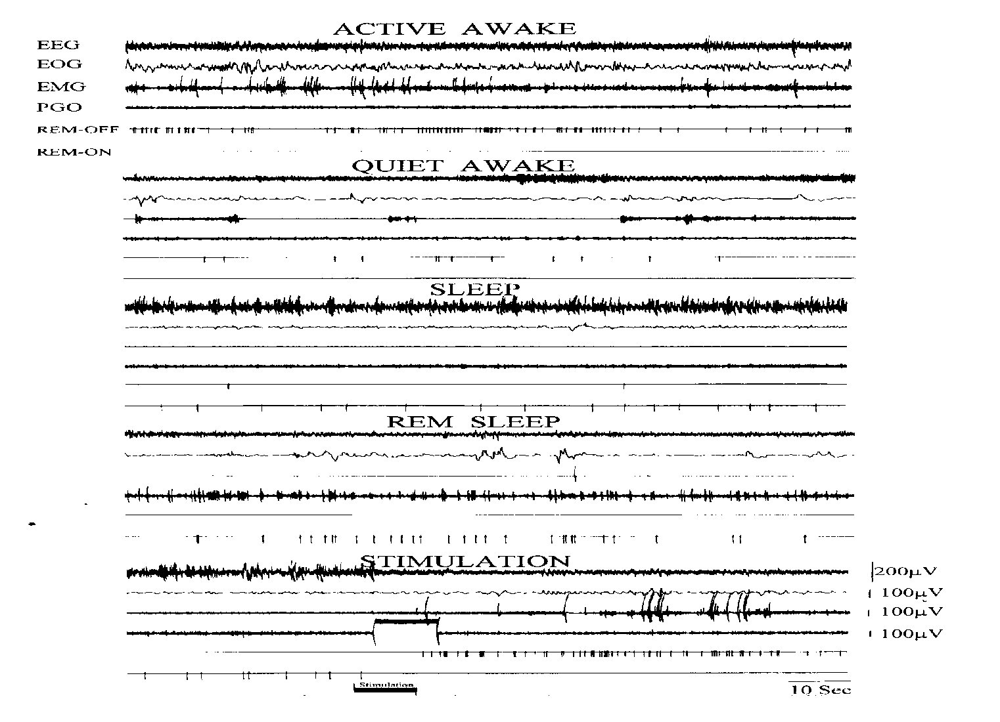 ACTIVE AWAKE
EEG
EOG
EMG
PGO
REM-OFF
REM-ON
QUIET AWAKE
SLEEP
REM SLEEP
STIMULATION
200μV
100μV
100μV
100μV
Stimulation
10 Sec